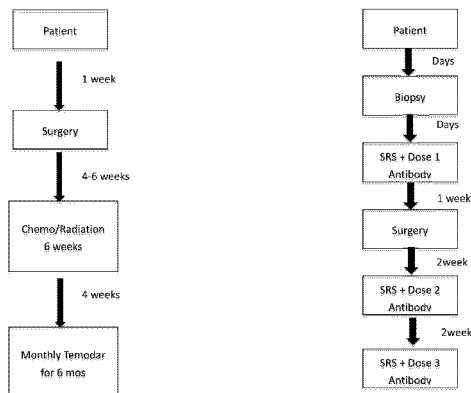 Patient
1 week
Surgery
4-6 weeks
Chemo/Radiation
6 weeks
4 weeks
Monthly Temodar
for 6 mos
Patient
Days
Biopsy
Days
SRS + Dose 1
Antibody
1 week
Surgery
2week
SRS + Dose 2
Antibody
2week
SRS + Dose 3
Antibody